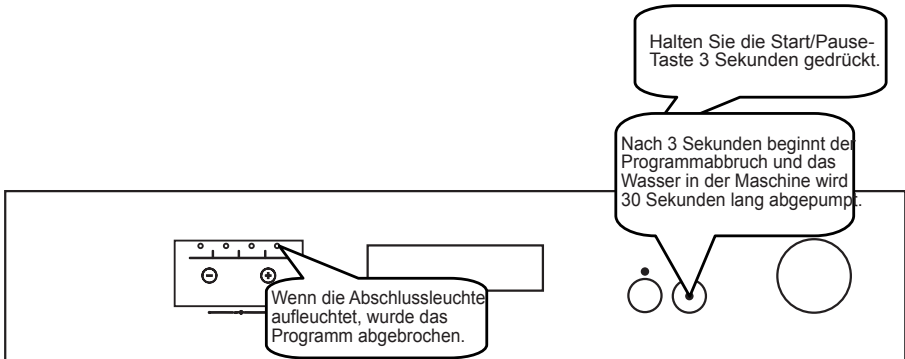 Halten Sie die Start/Pause-
Taste 3 Sekunden gedrückt.
Nach 3 Sekunden beginnt der
Programmabbruch und das
Wasser in der Maschine wird
30 Sekunden lang abgepumpt.
Wenn die Abschlussleuchte
aufleuchtet, wurde das
Programm abgebrochen.